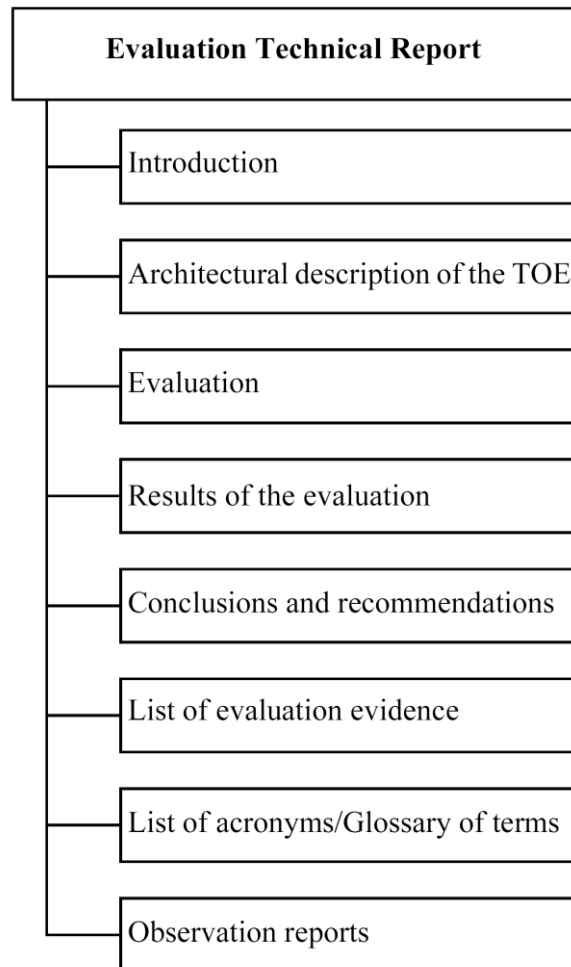 Evaluation Technical Report
Introduction
Architectural description of the TOE
Evaluation
Results of the evaluation
Conclusions and recommendations
List of evaluation evidence
List of acronyms/Glossary of terms
Observation reports